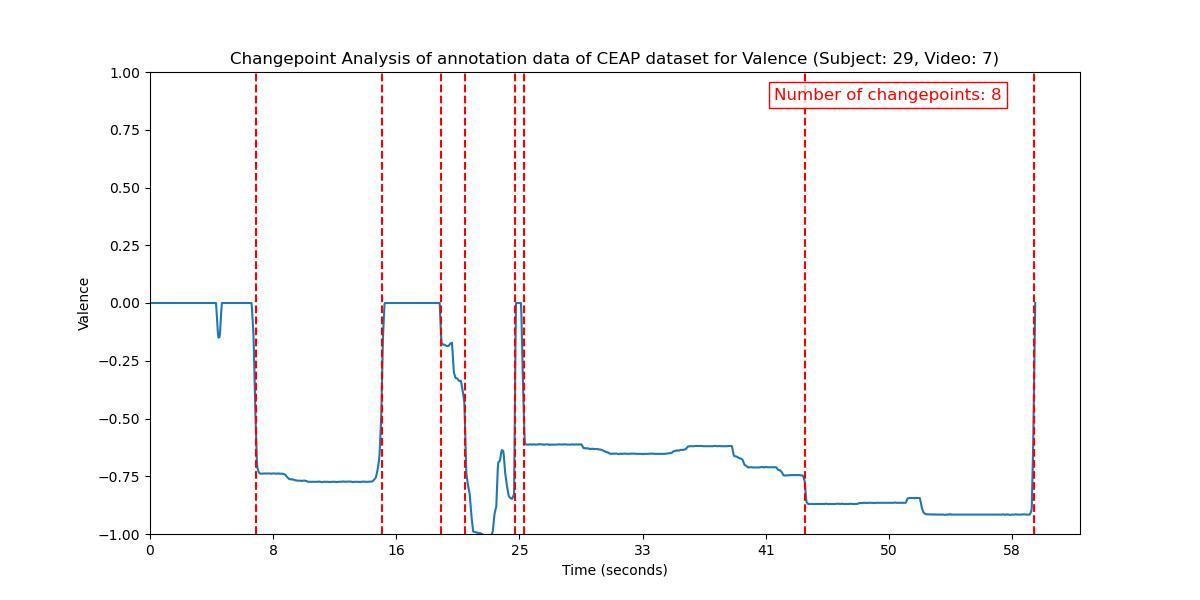 Changepoint Analysis of annotation data of CEAP dataset for Valence (Subject: 29, Video: 7)
Number of changepoints: 8
1.00
0.75
0.50
0.25
0.00
−0.25
−0.50
−0.75
−1.00
Valence
0 8 16 25 33 41 50 58
Time (seconds)